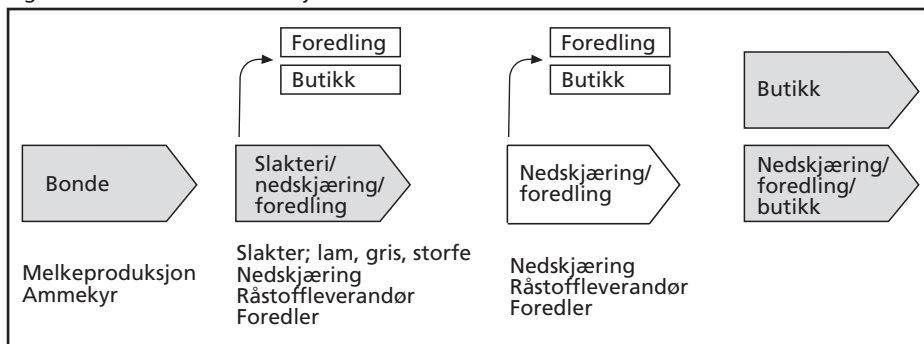 Foredling
Butikk
Foredling
Butikk
Butikk
Bonde
Slakteri/
nedskjæring/
foredling
Nedskjæring/
foredling
Nedskjæring/
foredling/
butikk
Melkeproduksjon
Ammekyr
Slakter; lam, gris, storfe
Nedskjæring
Råstoffleverandør
Foredler
Nedskjæring
Råstoffleverandør
Foredler